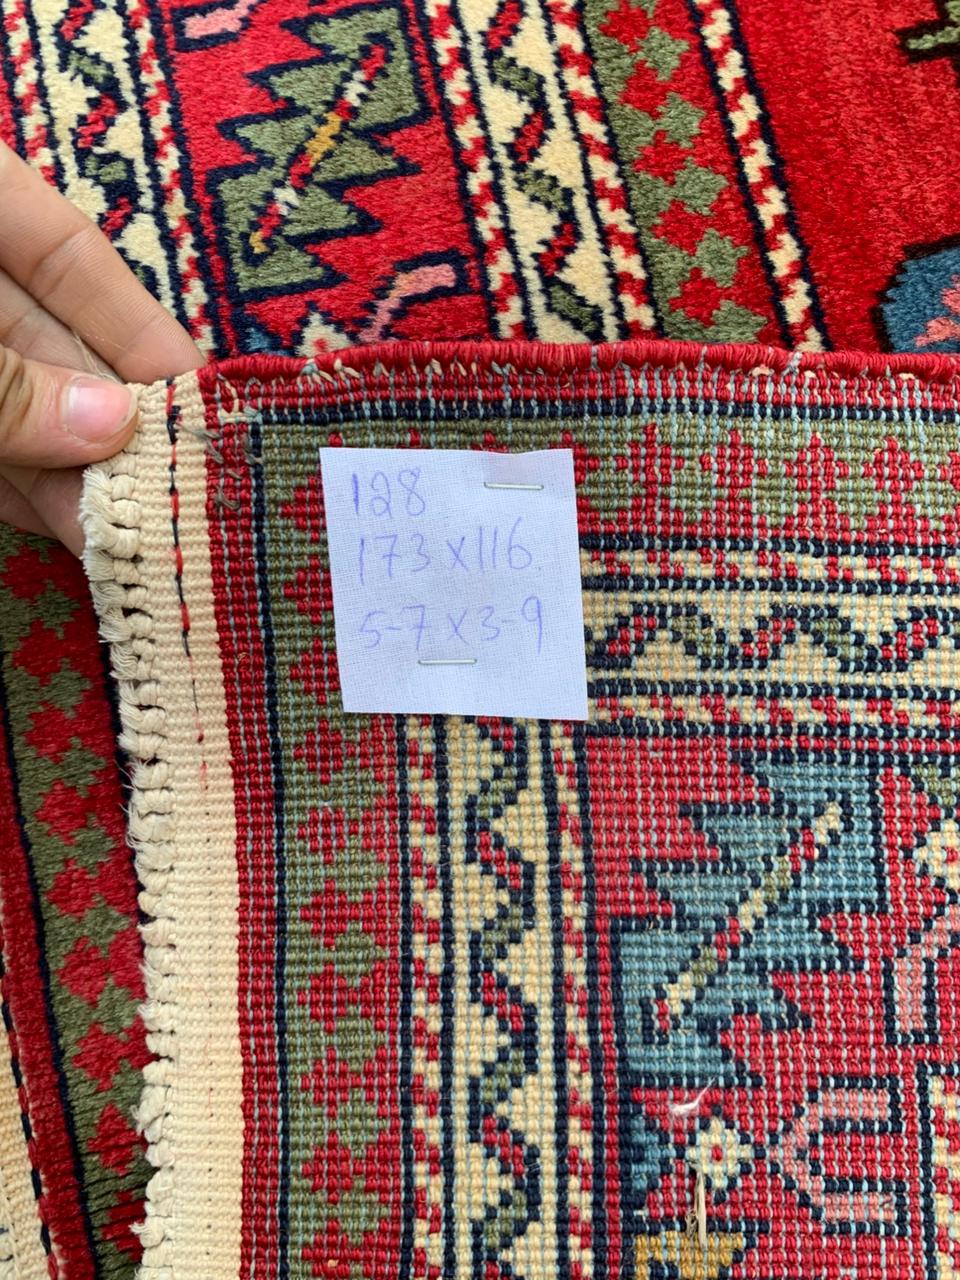 128
173 x 116.
5-7 x 3-9